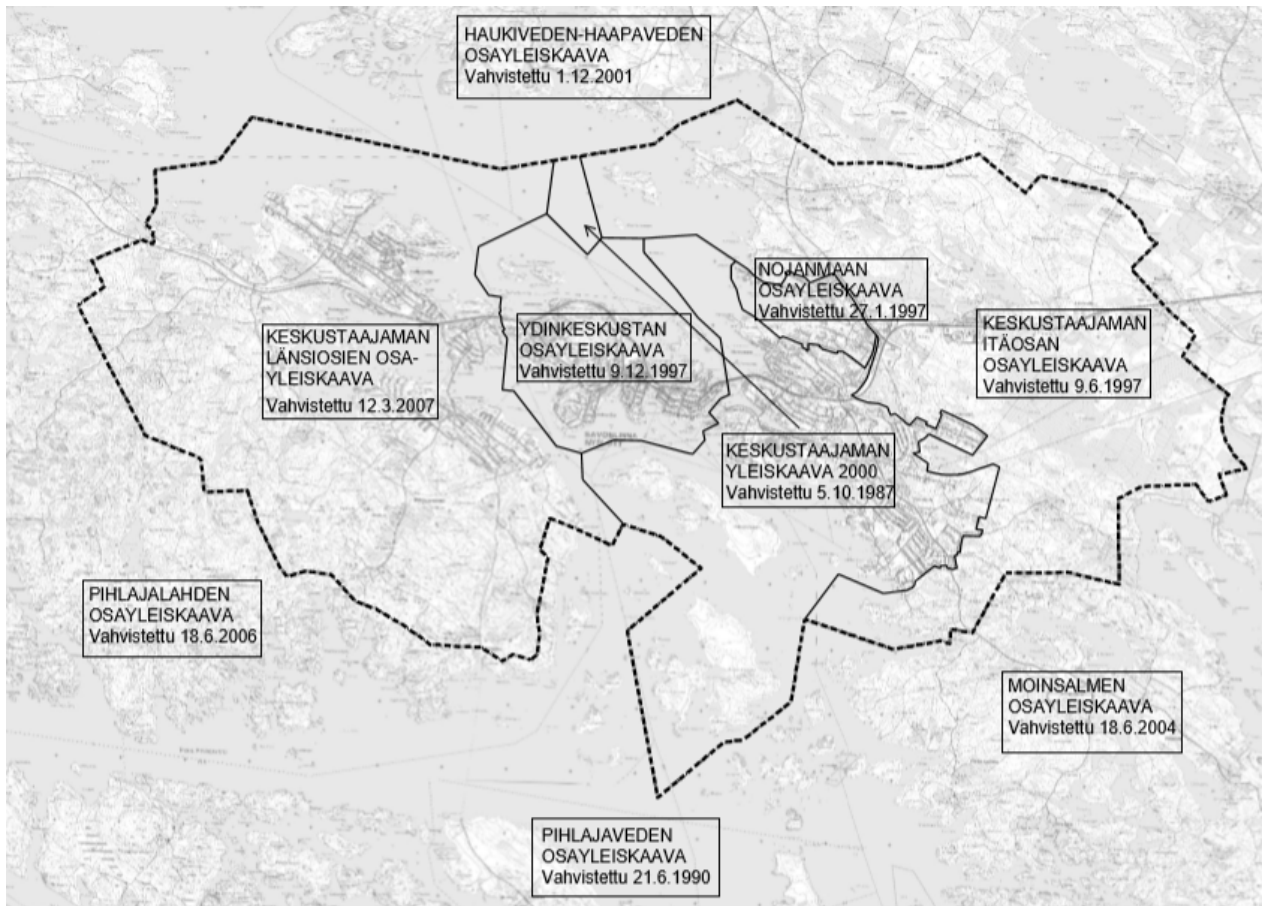 HAUKIVEDEN-HAAPAVEDEN
OSAYLEISKAAVA
Vahvistettu 1.12.2001
NOJANMAAN
OSAYLEISKAAVA
Vahvistettu 27.1.1997
YDINKESKUSTAN
OSAYLEISKAAVA
Vahvistettu 9.12.1997
KESKUSTAAJAMAN
LÄNSIOSIEN OSA-
YLEISKAAVA
Vahvistettu 12.3.2007
KESKUSTAAJAMAN
ITÄOSAN
OSAYLEISKAAVA
Vahvistettu 9.6.1997
KESKUSTAAJAMAN
YLEISKAAVA 2000
Vahvistettu 5.10.1987
PIHLAJALAHDEN
OSAYLEISKAAVA
Vahvistettu 18.6.2006
MOINSALMEN
OSAYLEISKAAVA
Vahvistettu 18.6.2004
PIHLAJAVEDEN
OSAYLEISKAAVA
Vahvistettu 21.6.1990